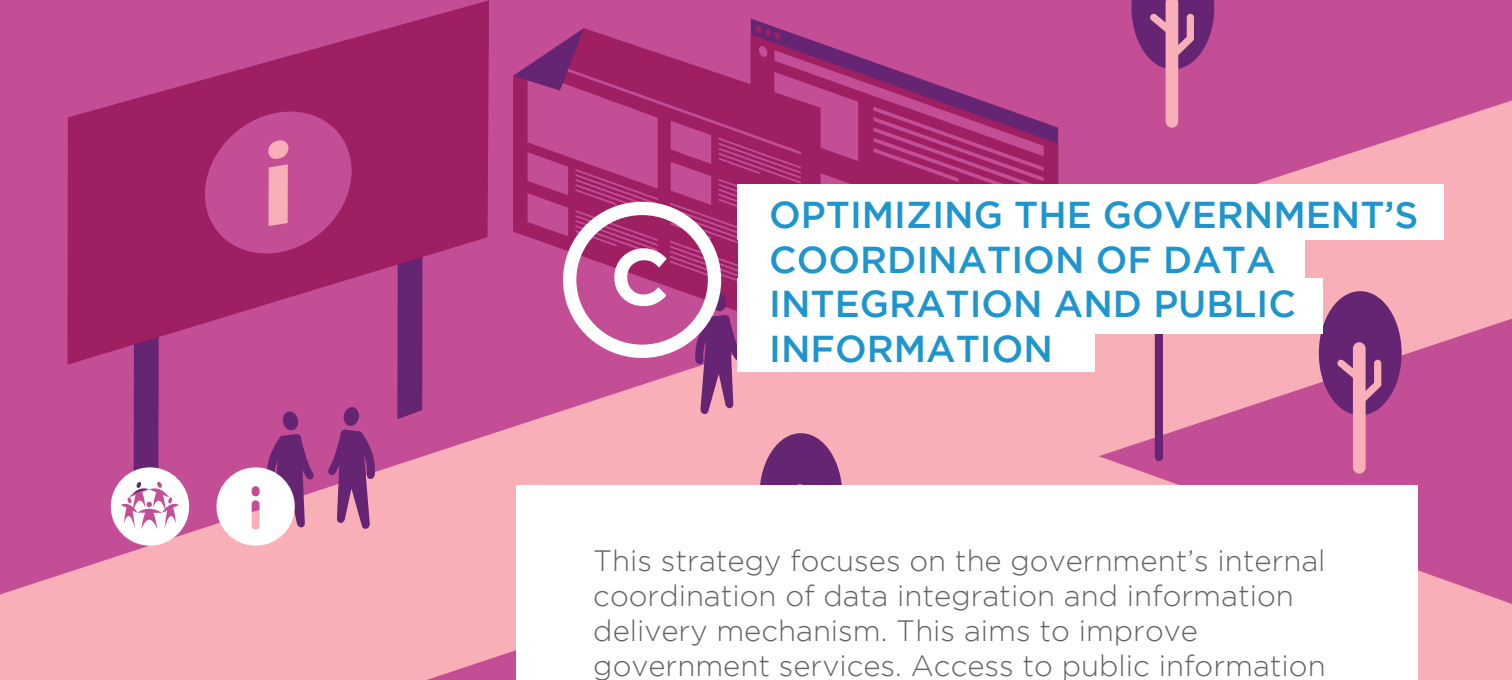 i
C
OPTIMIZING THE GOVERNMENT’S
COORDINATION OF DATA
INTEGRATION AND PUBLIC
INFORMATION
i
This strategy focuses on the government’s internal
coordination of data integration and information
delivery mechanism. This aims to improve
government services. Access to public information